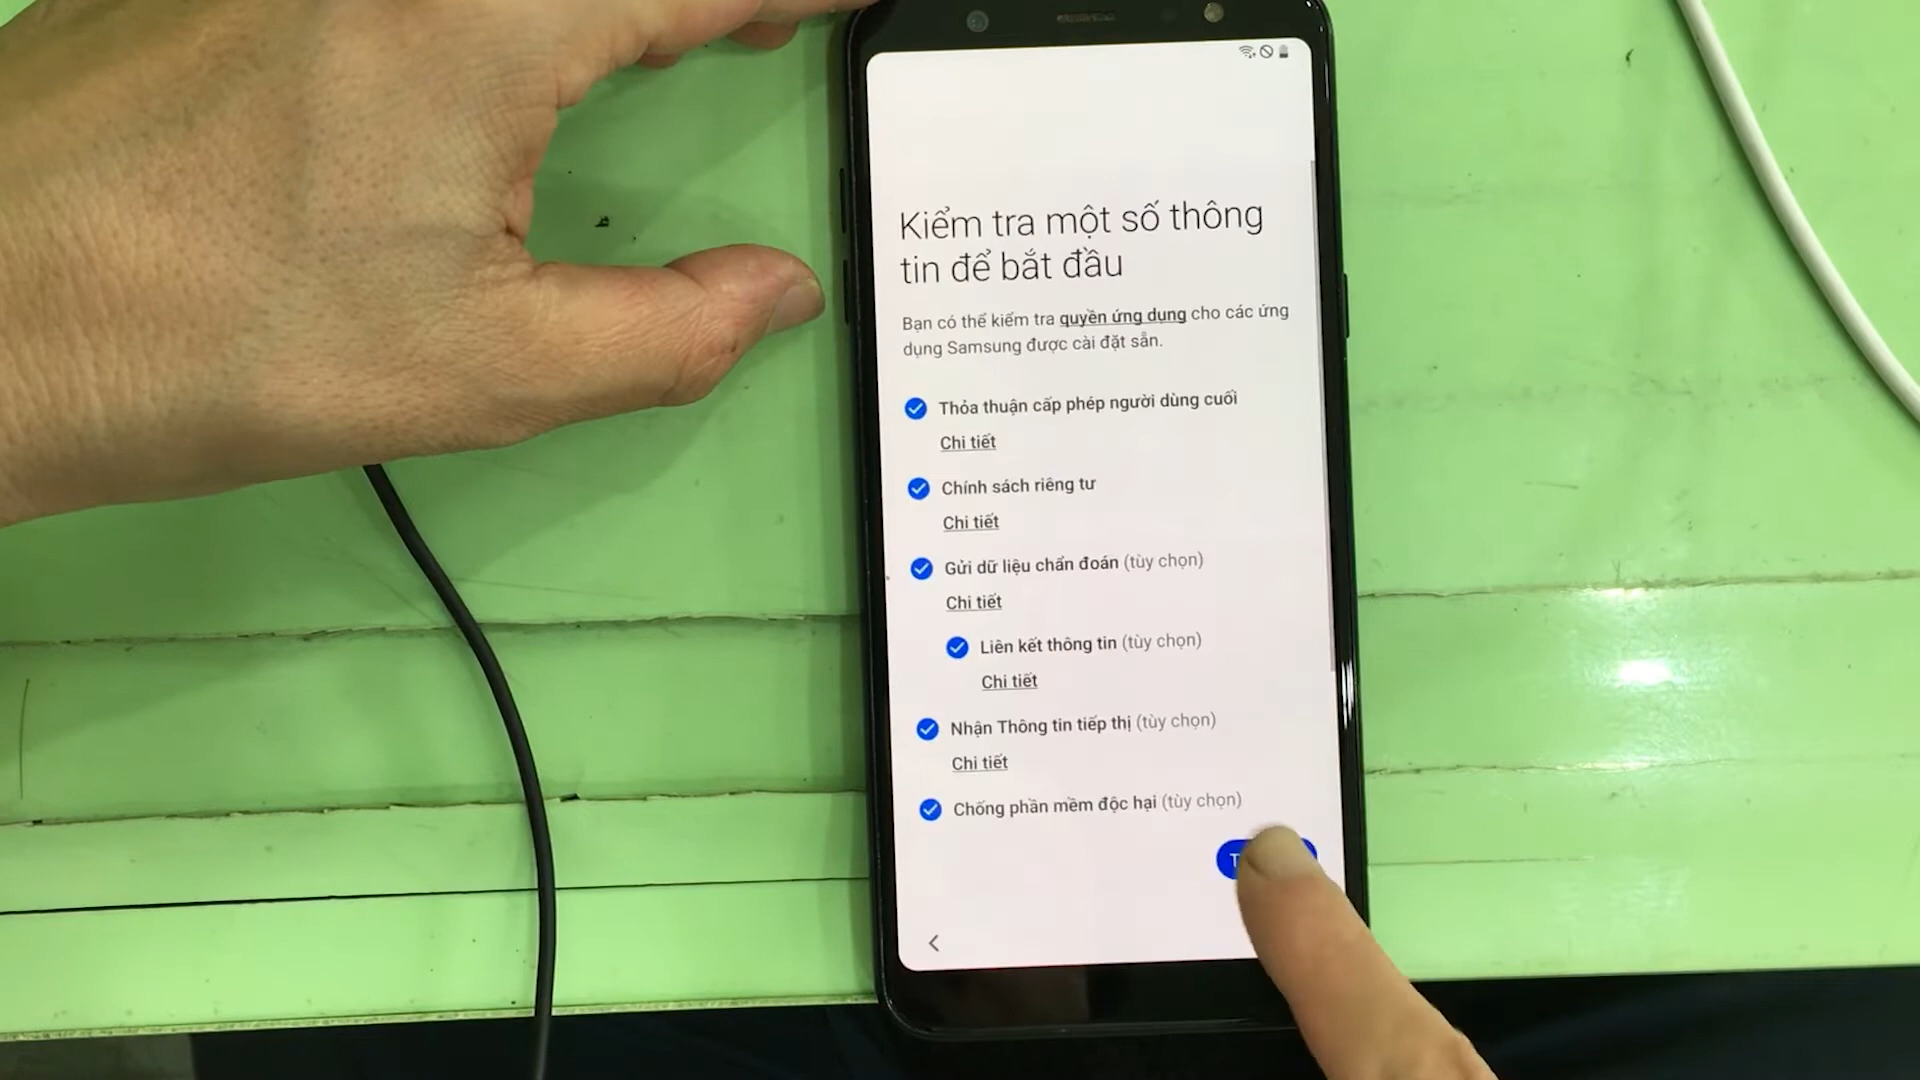 Kiểm tra một số thông
tin để bắt đầu
Bạn có thể kiểm tra quyền ứng dụng cho các ứng
dụng Samsung được cài đặt sẵn.
Thỏa thuận cấp phép người dùng cuối
Chi tiết
Chính sách riêng tư
Chi tiết
Gửi dữ liệu chẩn đoán (tùy chọn)
Chi tiết
Liên kết thông tin (tùy chọn)
Chi tiết
Nhận Thông tin tiếp thị (tùy chọn)
Chi tiết
Chống phần mềm độc hại (tùy chọn)